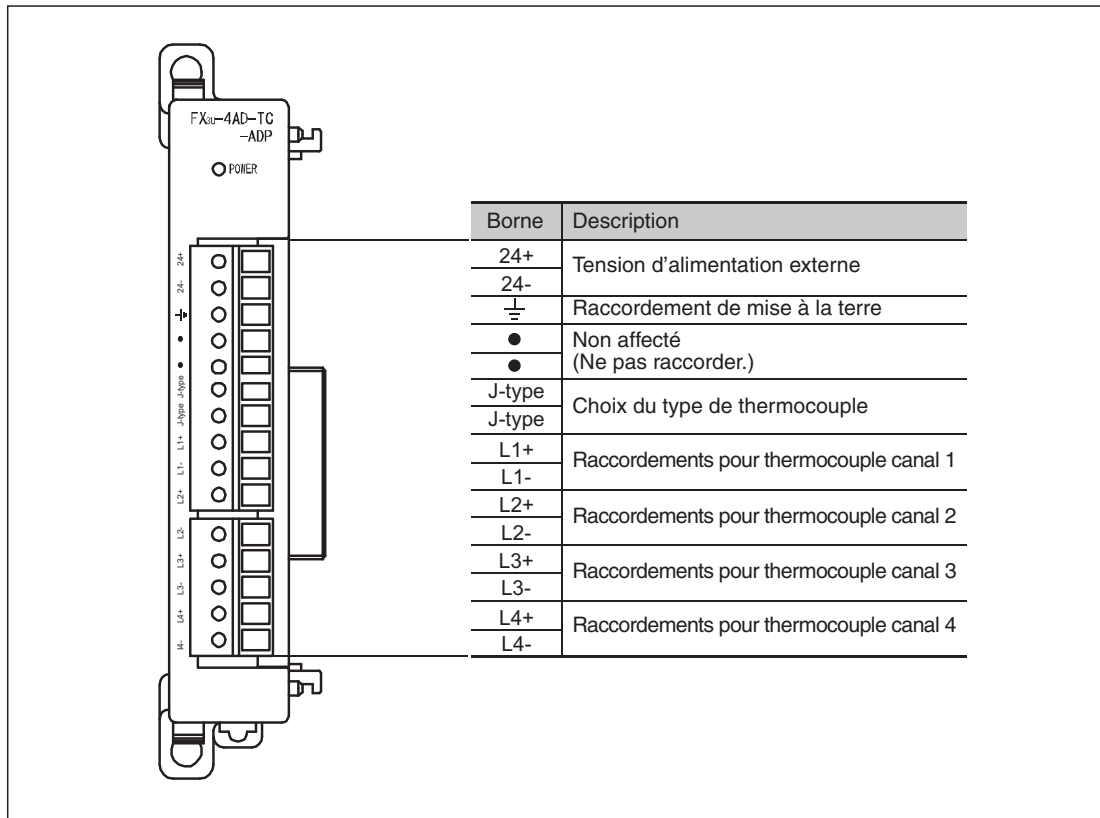 FX3U-4AD-TC
-ADP
POWER
24+
24-
●
●
J-type
J-type
L1+
L1-
L2+
L2-
L3+
L3-
L4+
I4-
Borne Description
24+ Tension d’alimentation externe
24-
Raccordement de mise à la terre
● Non affecté
● (Ne pas raccorder.)
J-type Choix du type de thermocouple
J-type
L1+ Raccordements pour thermocouple canal 1
L1-
L2+ Raccordements pour thermocouple canal 2
L2-
L3+ Raccordements pour thermocouple canal 3
L3-
L4+ Raccordements pour thermocouple canal 4
L4-